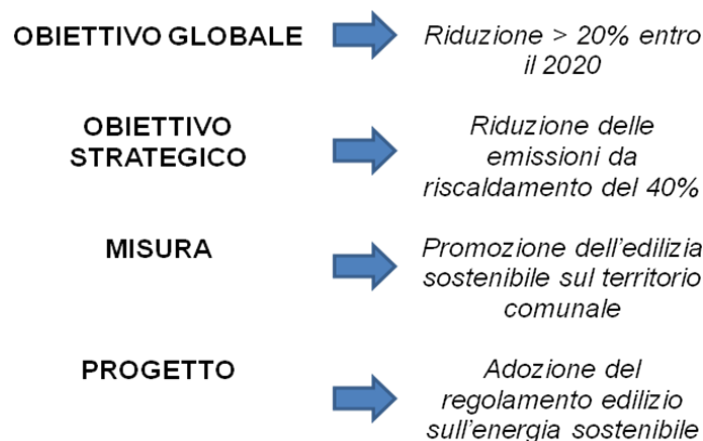 OBIETTIVO GLOBALE
Riduzione > 20% entro
il 2020
OBIETTIVO
STRATEGICO
Riduzione delle
emissioni da
riscaldamento del 40%
MISURA
Promozione dell'edilizia
sostenibile sul territorio
comunale
PROGETTO
Adozione del
regolamento edilizio
sull'energia sostenibile